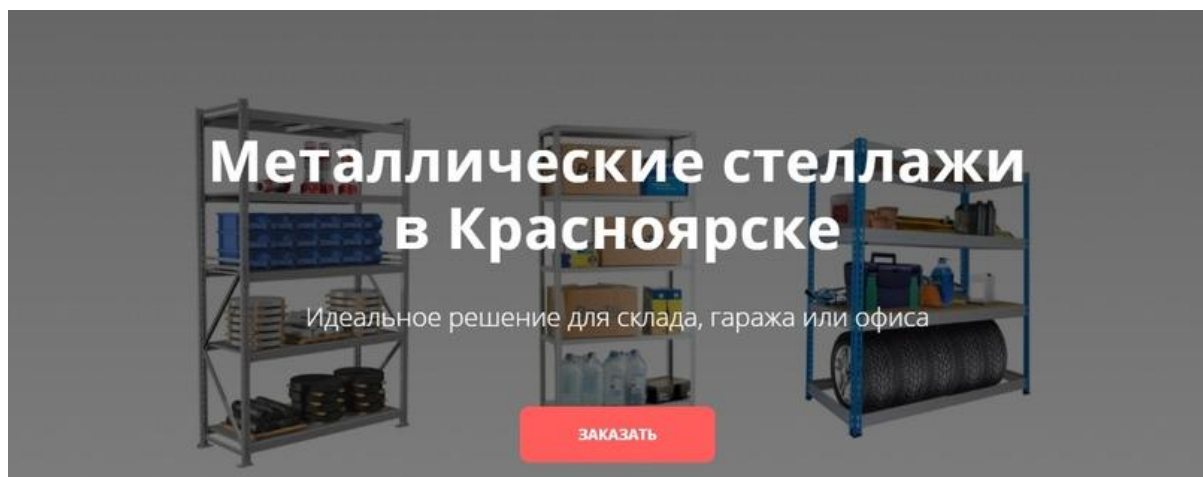 Металлические стеллажи
в Красноярске
Идеальное решение для склада, гаража или офиса
ЗАКАЗАТЬ